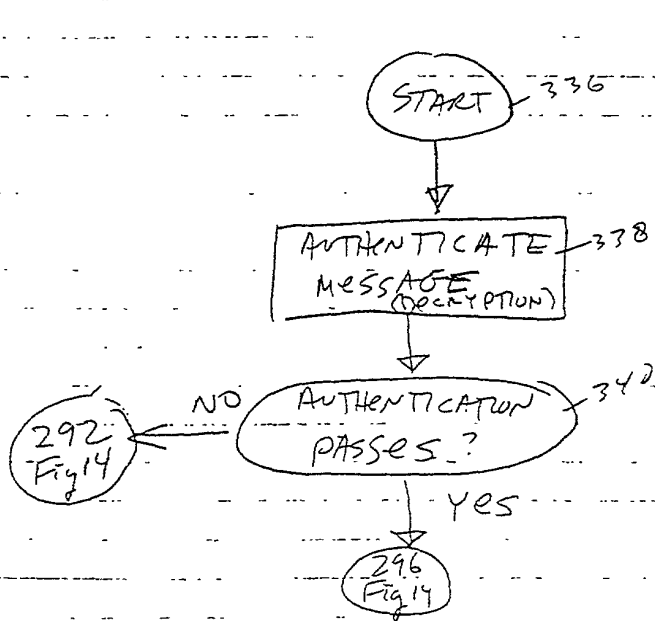 START
336
AUTHENTICATE
MESSAGE
(DECRYPTION)
338
AUTHENTICATION
PASSES ?
340
NO
292
Fig 14
Yes
296
Fig 14